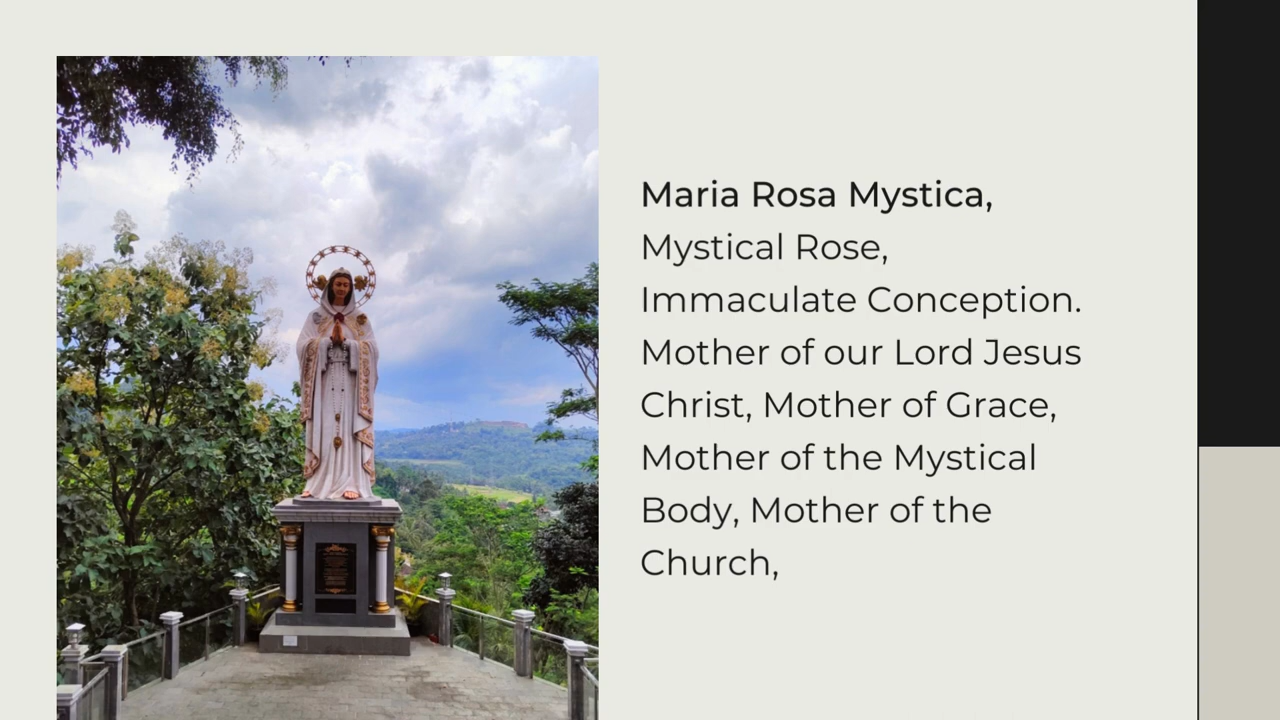 Maria Rosa Mystica,
Mystical Rose,
Immaculate Conception.
Mother of our Lord Jesus
Christ, Mother of Grace,
Mother of the Mystical
Body, Mother of the
Church,